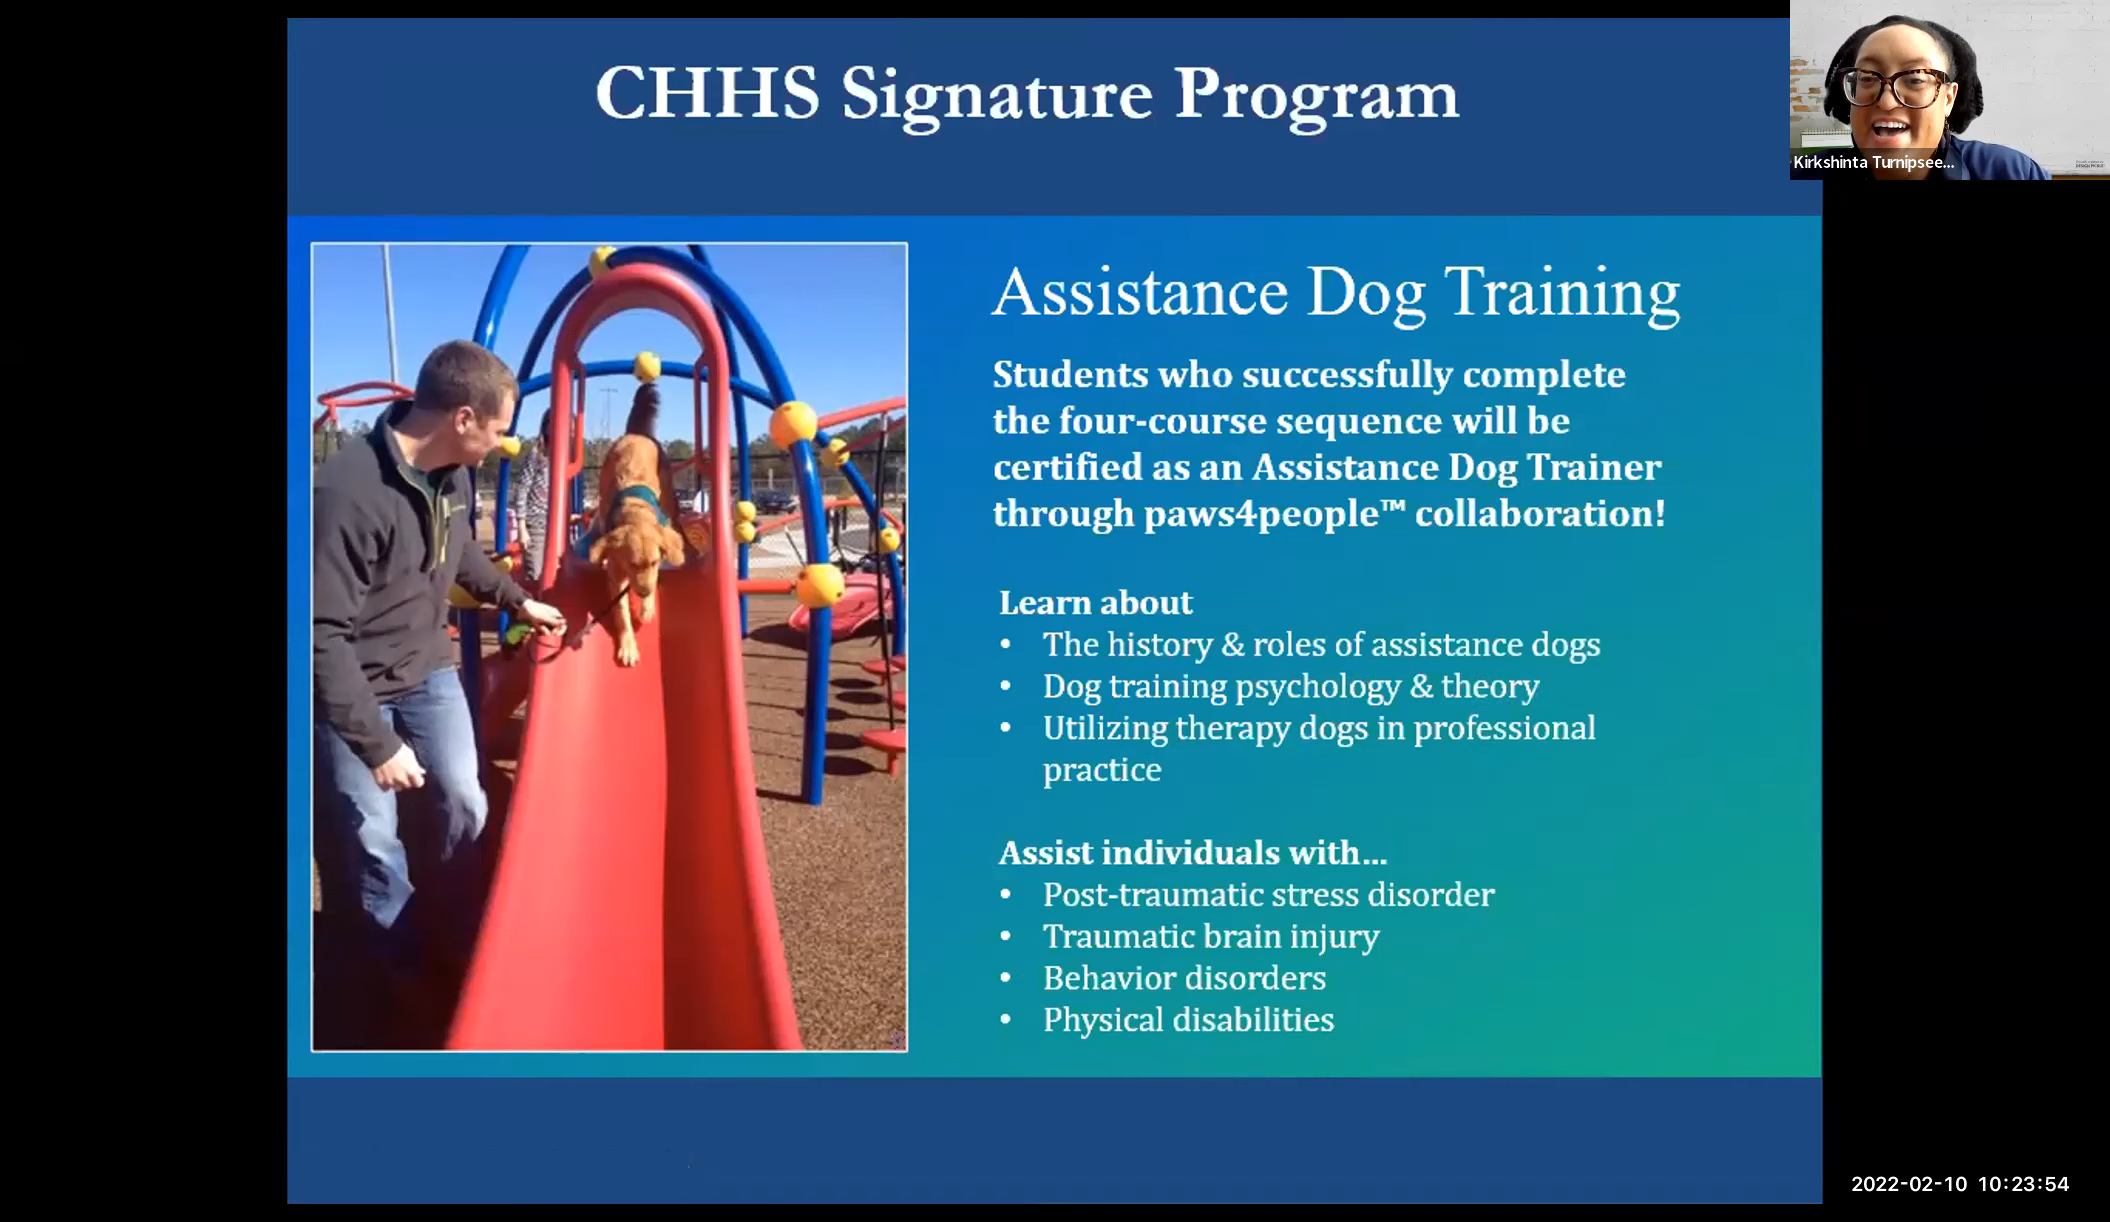 CHHS Signature Program
Kirkshinta Turnipsee...
Assistance Dog Training
Students who successfully complete
the four-course sequence will be
certified as an Assistance Dog Trainer
through paws4people™ collaboration!
Learn about
• The history & roles of assistance dogs
• Dog training psychology & theory
• Utilizing therapy dogs in professional
practice
Assist individuals with...
• Post-traumatic stress disorder
• Traumatic brain injury
• Behavior disorders
• Physical disabilities
2022-02-10 10:23:54